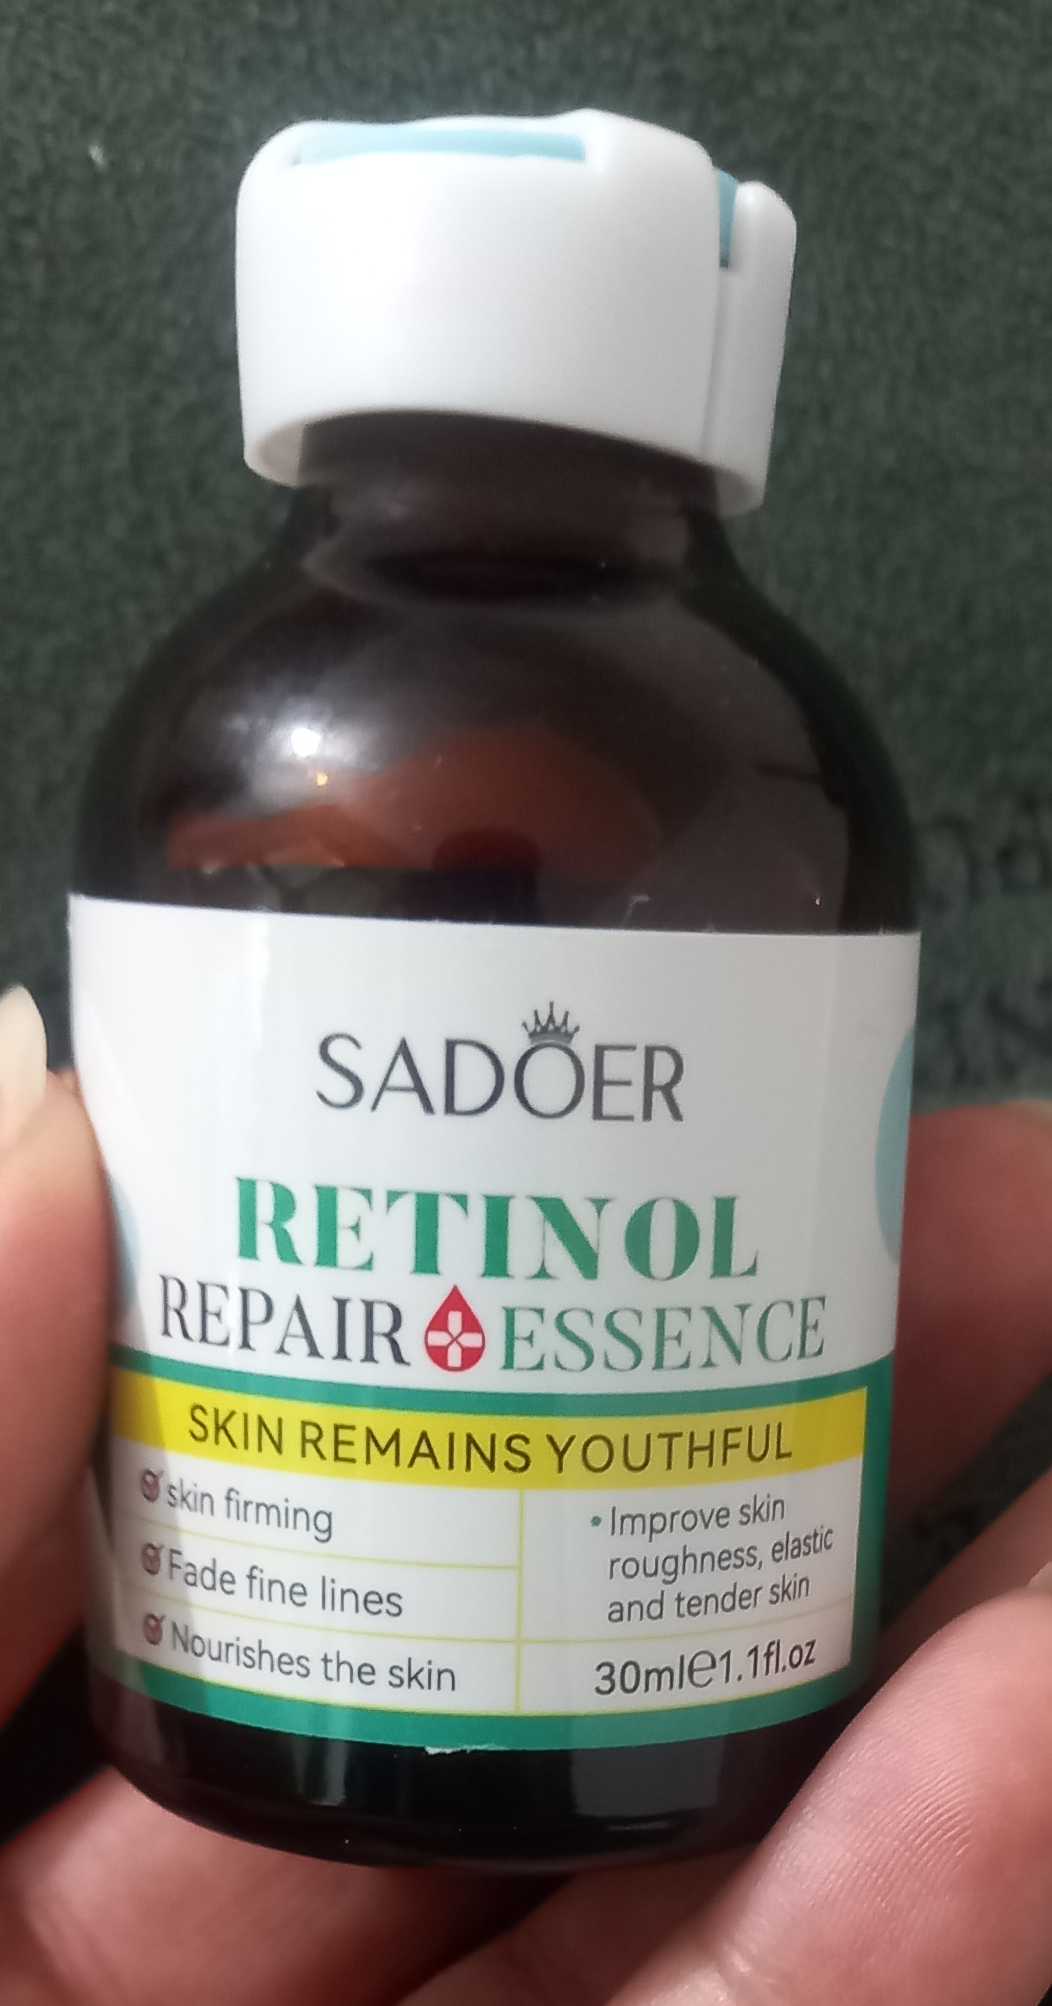 SADOER
RETINOL
REPAIR ESSENCE
SKIN REMAINS YOUTHFUL
skin firming
Fade fine lines
Nourishes the skin
• Improve skin
roughness, elastic
and tender skin
30ml℮1.1fl.oz